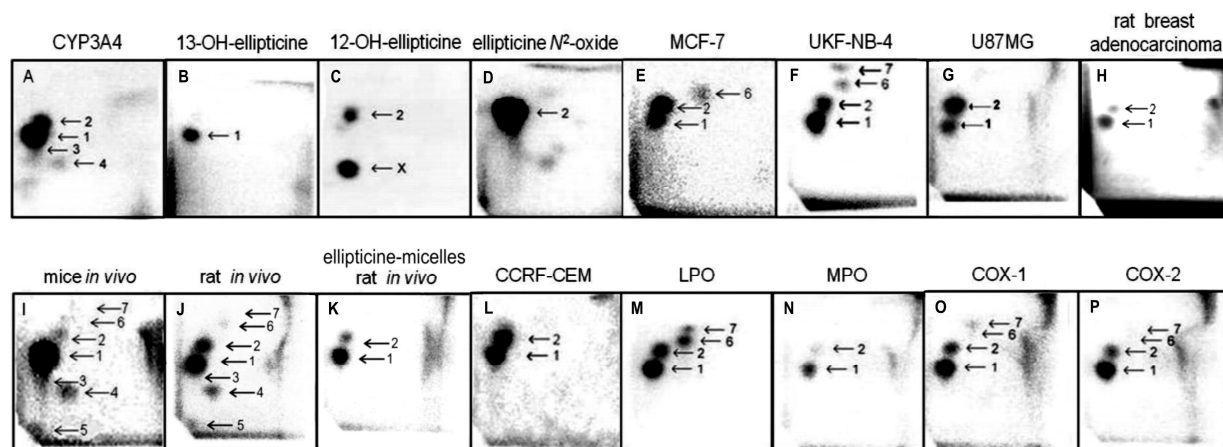 CYP3A4 13-OH-ellipticine 12-OH-ellipticine ellipticine N²-oxide MCF-7 UKF-NB-4 U87MG rat breast adenocarcinoma
A ←2 ←1 ←3 ←4
B ←1
C ←2 ←X
D ←2
E ←6 ←2 ←1
F ←7 ←6 ←2 ←1
G ←2 ←1
H ←2 ←1
mice in vivo rat in vivo ellipticine-micelles rat in vivo CCRF-CEM LPO MPO COX-1 COX-2
I ←7 ←6 ←2 ←1 ←3 ←4 ←5
J ←7 ←6 ←2 ←1 ←3 ←4 ←5
K ←2 ←1
L ←2 ←1
M ←7 ←6 ←2 ←1
N ←2 ←1
O ←7 ←6 ←2 ←1
P ←7 ←6 ←2 ←1